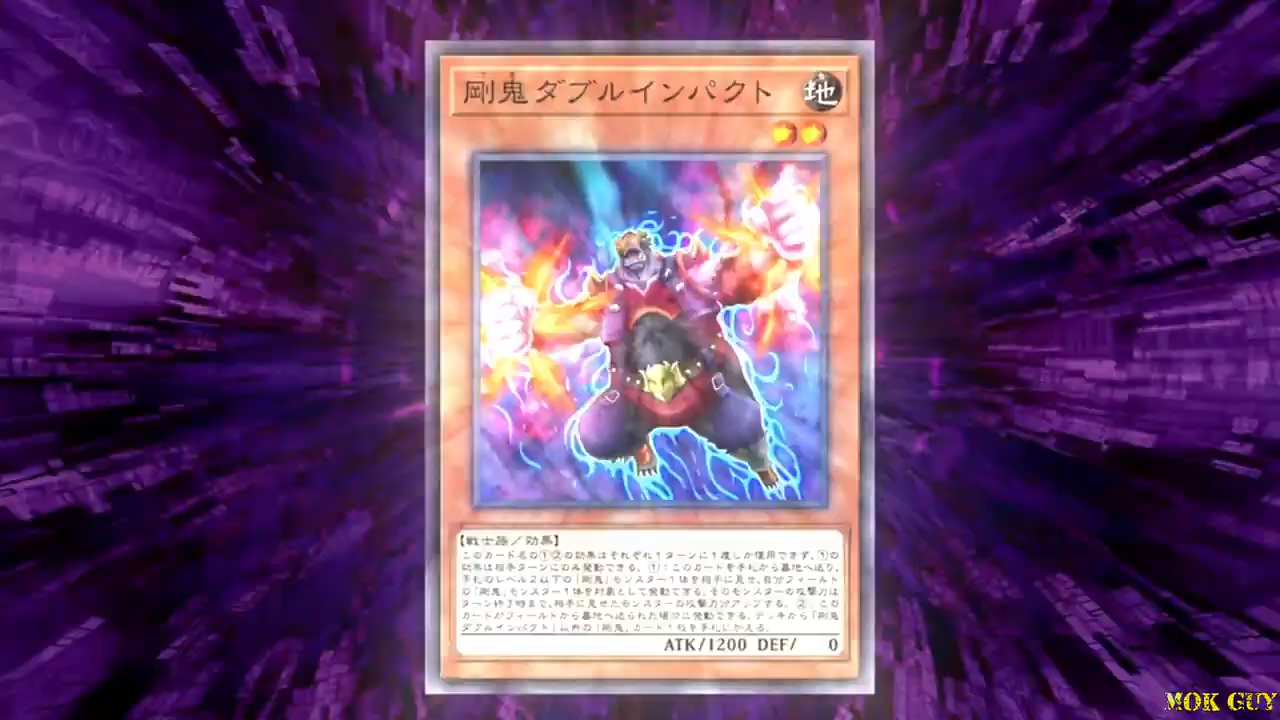 剛鬼ダブルインパクト
地
【戦士族／効果】
このカード名の①②の効果はそれぞれ１ターンに１度しか使用できず、①の
効果は相手ターンにのみ発動できる。①：このカードを手札から墓地へ送り、
手札のレベル２以下の「剛鬼」モンスター１体を相手に見せ、自分フィールド
の「剛鬼」モンスター１体を対象として発動できる。そのモンスターの攻撃力は
ターン終了時まで、相手に見せたモンスターの攻撃力分アップする。②：この
カードがフィールドから墓地へ送られた場合に発動できる。デッキから「剛鬼
ダブルインパクト」以外の「剛鬼」カード１枚を手札に加える。
ATK/1200 DEF/ 0
MOK GUY